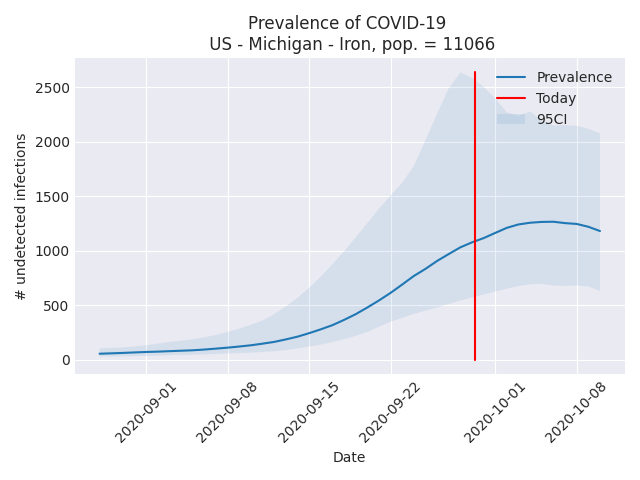 Prevalence of COVID-19
US - Michigan - Iron, pop. = 11066
Prevalence
Today
95CI
2500
2000
1500
1000
500
0
# undetected infections
2020-09-01
2020-09-08
2020-09-15
2020-09-22
2020-10-01
2020-10-08
Date